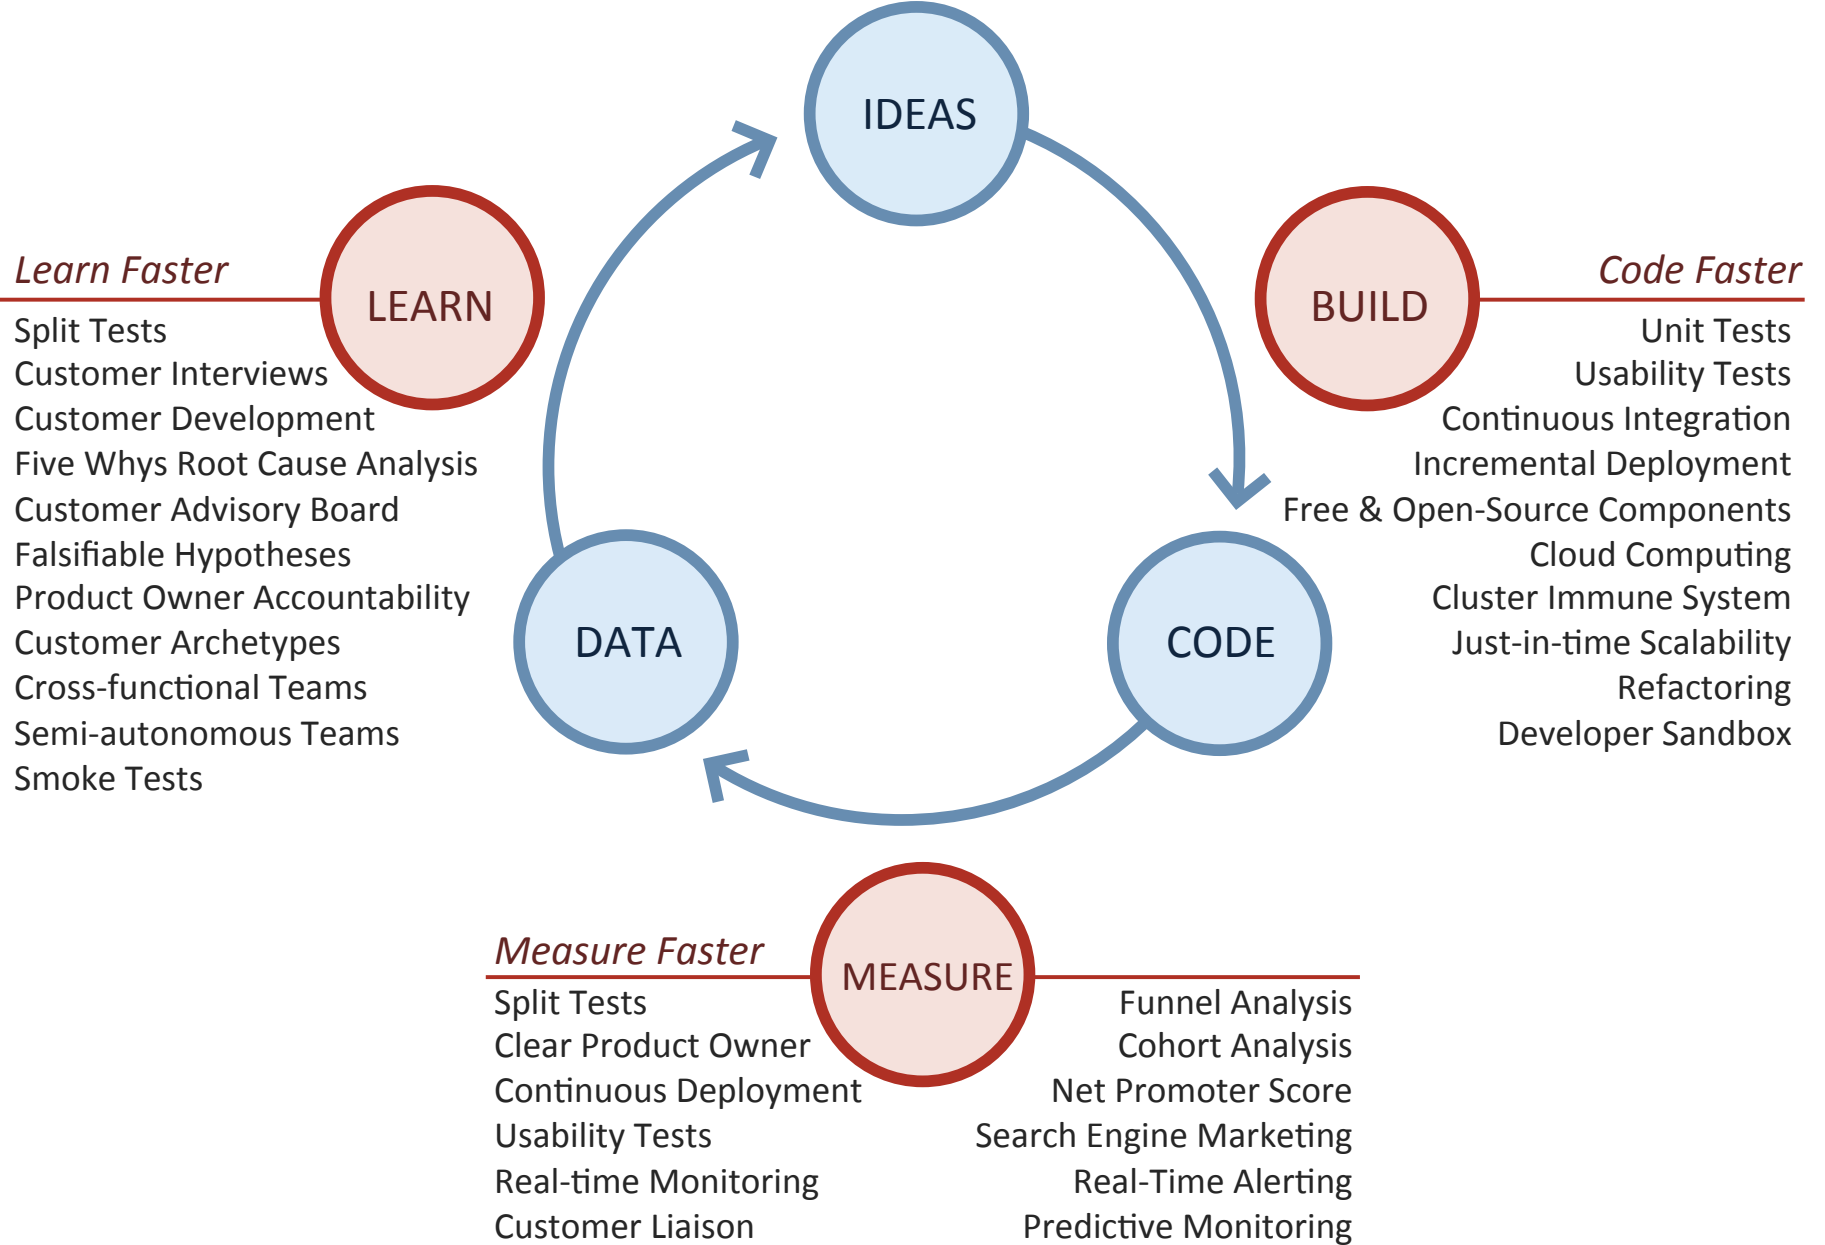 IDEAS
LEARN
Learn Faster
Split Tests
Customer Interviews
Customer Development
Five Whys Root Cause Analysis
Customer Advisory Board
Falsifiable Hypotheses
Product Owner Accountability
Customer Archetypes
Cross-functional Teams
Semi-autonomous Teams
Smoke Tests
BUILD
Code Faster
Unit Tests
Usability Tests
Continuous Integration
Incremental Deployment
Free & Open-Source Components
Cloud Computing
Cluster Immune System
Just-in-time Scalability
Refactoring
Developer Sandbox
DATA
CODE
MEASURE
Measure Faster
Split Tests
Clear Product Owner
Continuous Deployment
Usability Tests
Real-time Monitoring
Customer Liaison
Funnel Analysis
Cohort Analysis
Net Promoter Score
Search Engine Marketing
Real-Time Alerting
Predictive Monitoring